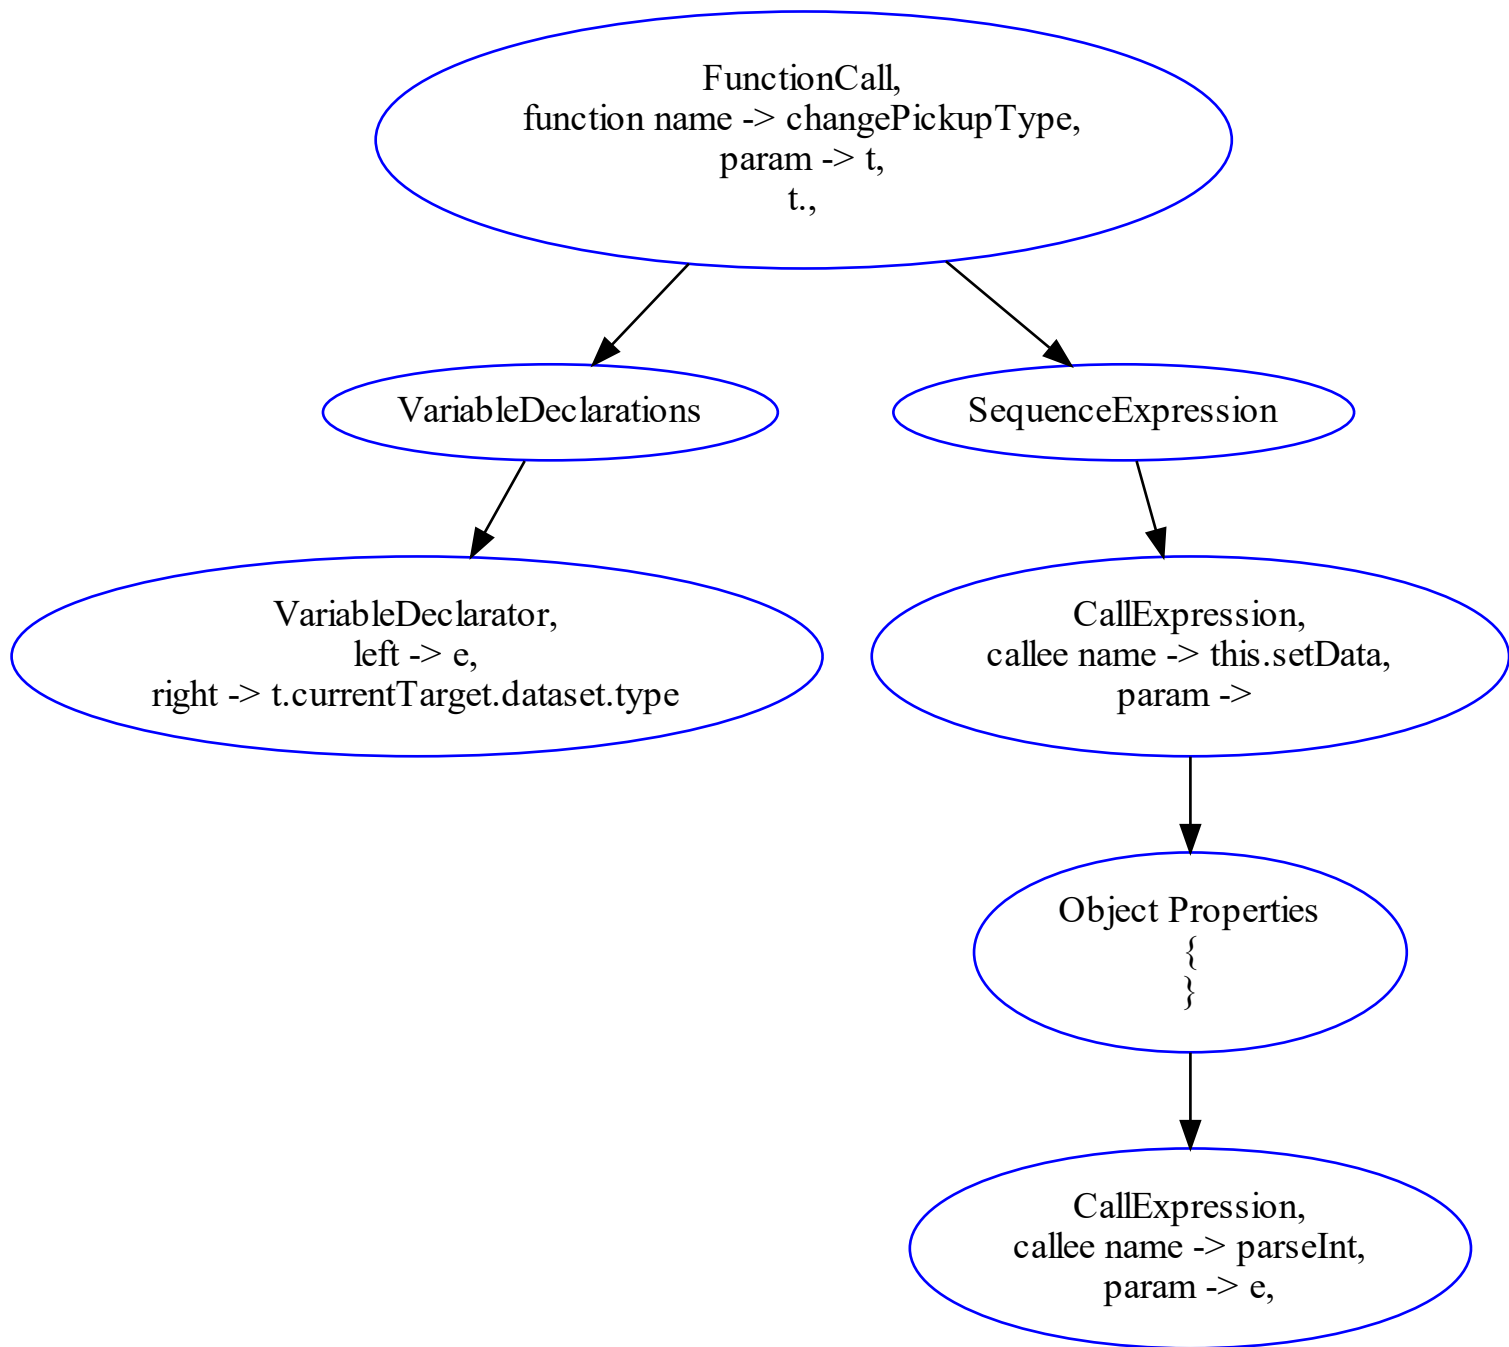 FunctionCall,
function name -> changePickupType,
param -> t,
t.,
VariableDeclarations
SequenceExpression
VariableDeclarator,
left -> e,
right -> t.currentTarget.dataset.type
CallExpression,
callee name -> this.setData,
param ->
Object Properties
{
}
CallExpression,
callee name -> parseInt,
param -> e,